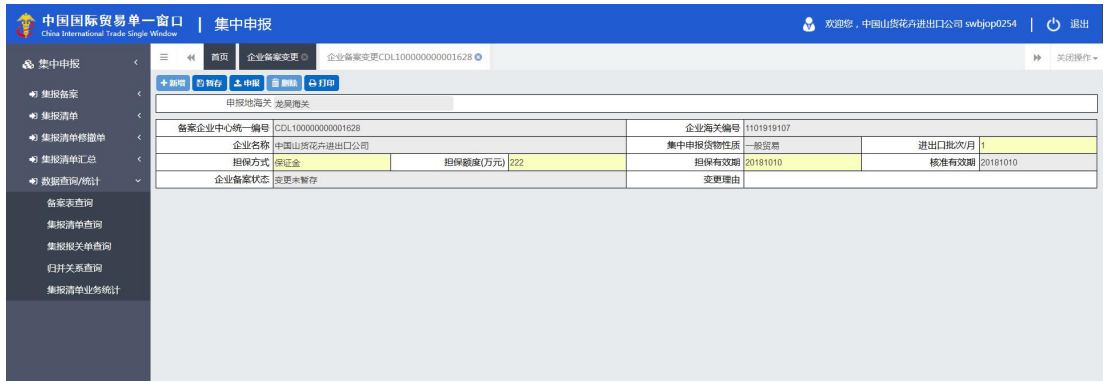 中国国际贸易单一窗口 | 集中申报 欢迎您，中国山货花卉进出口公司 swbjop0254 | 退出
China International Trade Single Window
集中申报 首页 企业备案变更 企业备案变更CDL100000000001628 关闭操作
新增 暂存 申报 删除 打印
申报地海关 龙吴海关
备案企业中心统一编号 CDL100000000001628 企业海关编号 1101919107
企业名称 中国山货花卉进出口公司 集中申报货物性质 一般贸易 进出口批次/月 1
担保方式 保证金 担保额度(万元) 222 担保有效期 20181010 核准有效期 20181010
企业备案状态 变更未暂存 变更理由
集报备案
集报清单
集报清单修撤单
集报清单汇总
数据查询/统计
备案表查询
集报清单查询
集报报关单查询
归并关系查询
集报清单业务统计